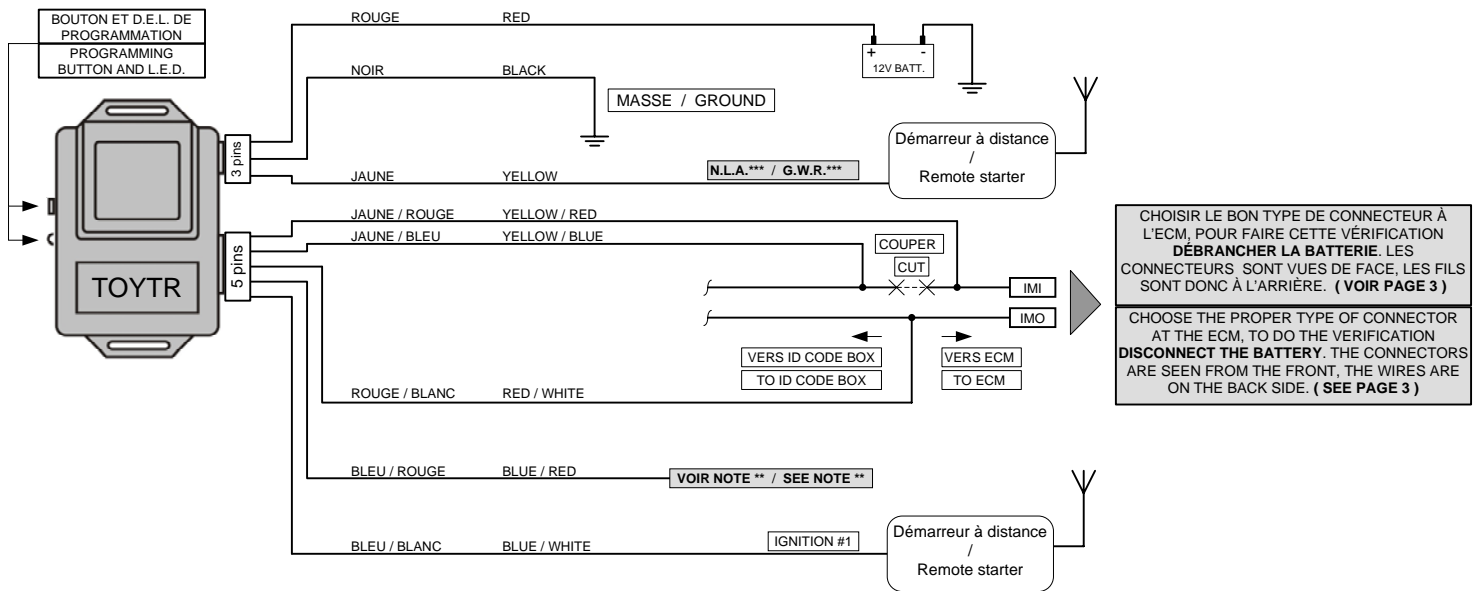 BOUTON ET D.E.L. DE
PROGRAMMATION
PROGRAMMING
BUTTON AND L.E.D.
ROUGE RED
+ -
12V BATT.
NOIR BLACK
MASSE / GROUND
3 pins
Démarreur à distance
/
Remote starter
JAUNE YELLOW
N.L.A.*** / G.W.R.***
JAUNE / ROUGE YELLOW / RED
JAUNE / BLEU YELLOW / BLUE
COUPER
CUT
5 pins
TOYTR
IMI
IMO
VERS ID CODE BOX
TO ID CODE BOX
VERS ECM
TO ECM
CHOISIR LE BON TYPE DE CONNECTEUR À
L'ECM, POUR FAIRE CETTE VÉRIFICATION
DÉBRANCHER LA BATTERIE. LES
CONNECTEURS SONT VUES DE FACE, LES FILS
SONT DONC À L'ARRIÈRE. ( VOIR PAGE 3 )
CHOOSE THE PROPER TYPE OF CONNECTOR
AT THE ECM, TO DO THE VERIFICATION
DISCONNECT THE BATTERY. THE CONNECTORS
ARE SEEN FROM THE FRONT, THE WIRES ARE
ON THE BACK SIDE. ( SEE PAGE 3 )
ROUGE / BLANC RED / WHITE
BLEU / ROUGE BLUE / RED
VOIR NOTE ** / SEE NOTE **
BLEU / BLANC BLUE / WHITE
IGNITION #1
Démarreur à distance
/
Remote starter